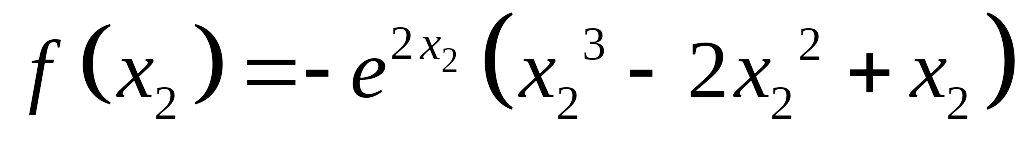 f(x₂) = - e^{2x₂} (x₂³ - 2x₂² + x₂)